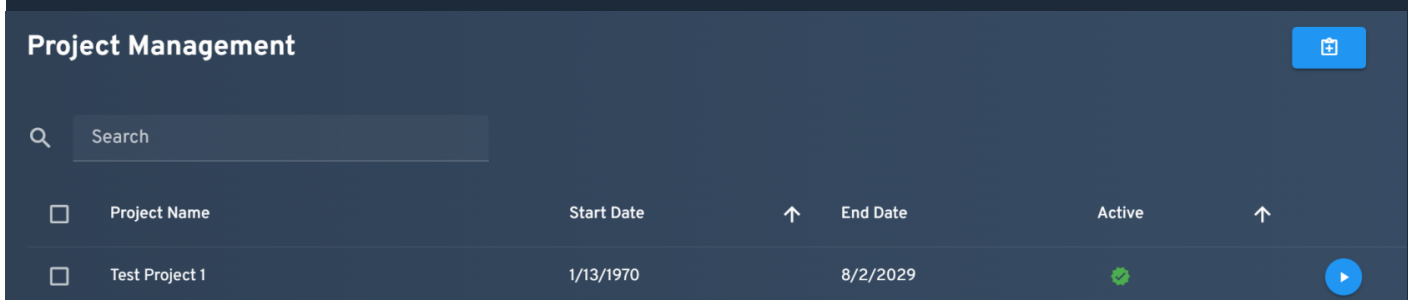 Project Management
Search
Project Name Start Date End Date Active
Test Project 1 1/13/1970 8/2/2029